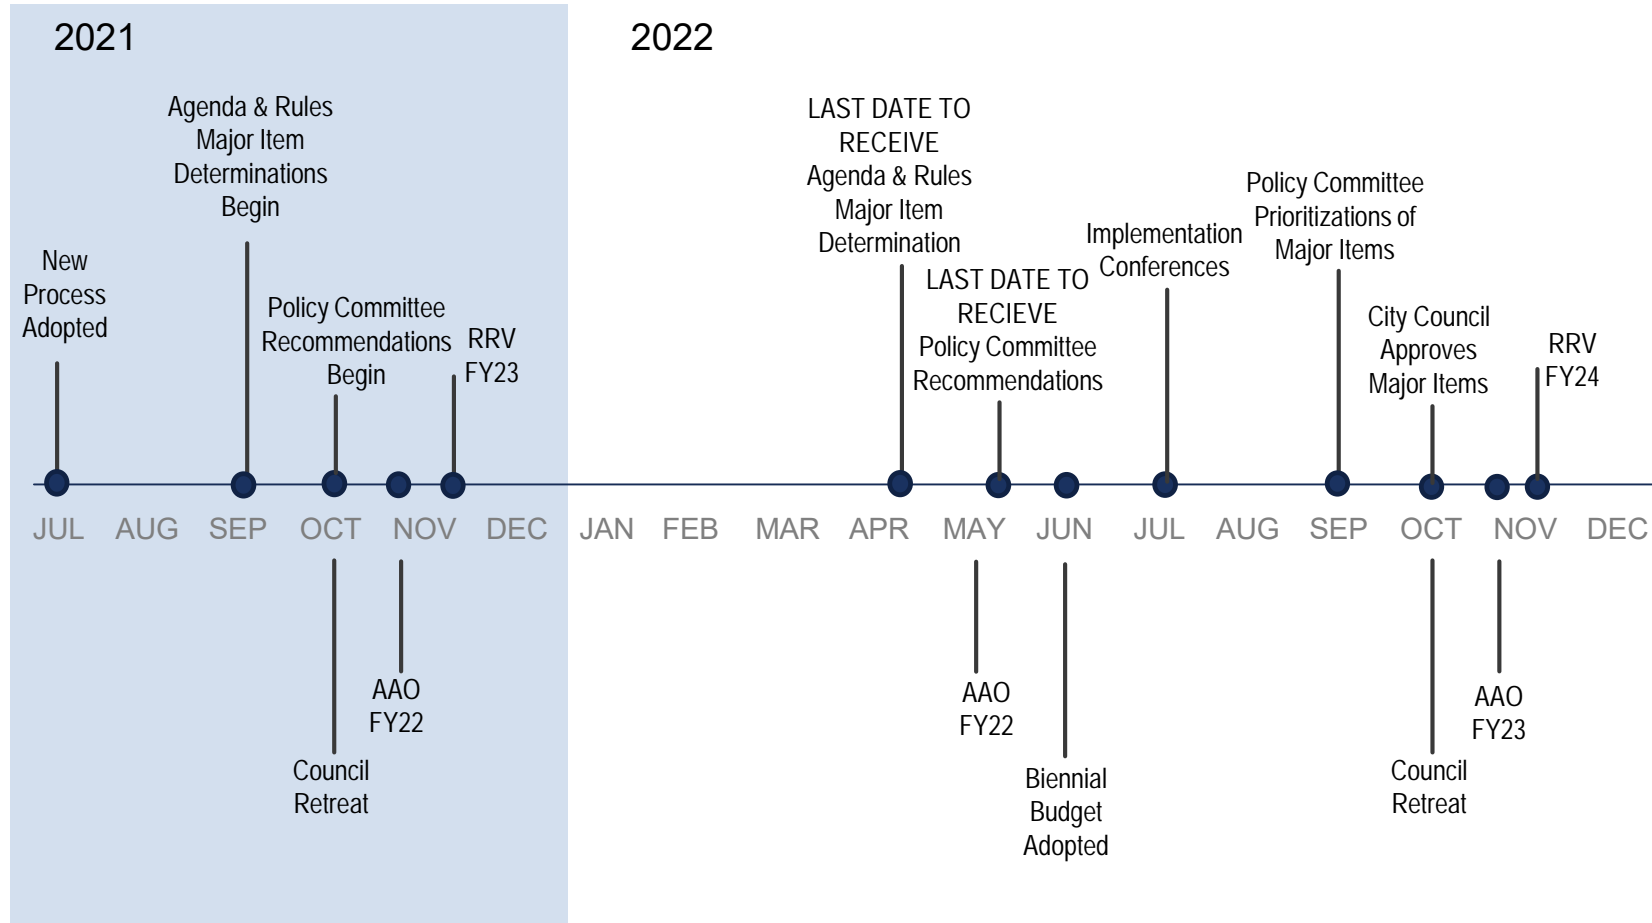 2021
2022
Agenda & Rules
Major Item
Determinations
Begin
New
Process
Adopted
Policy Committee
Recommendations
Begin
RRV
FY23
LAST DATE TO
RECEIVE
Agenda & Rules
Major Item
Determination
LAST DATE TO
RECIEVE
Policy Committee
Recommendations
Implementation
Conferences
Policy Committee
Prioritizations of
Major Items
City Council
Approves
Major Items
RRV
FY24
JUL AUG SEP OCT NOV DEC JAN FEB MAR APR MAY JUN JUL AUG SEP OCT NOV DEC
Council
Retreat
AAO
FY22
AAO
FY22
Biennial
Budget
Adopted
Council
Retreat
AAO
FY23